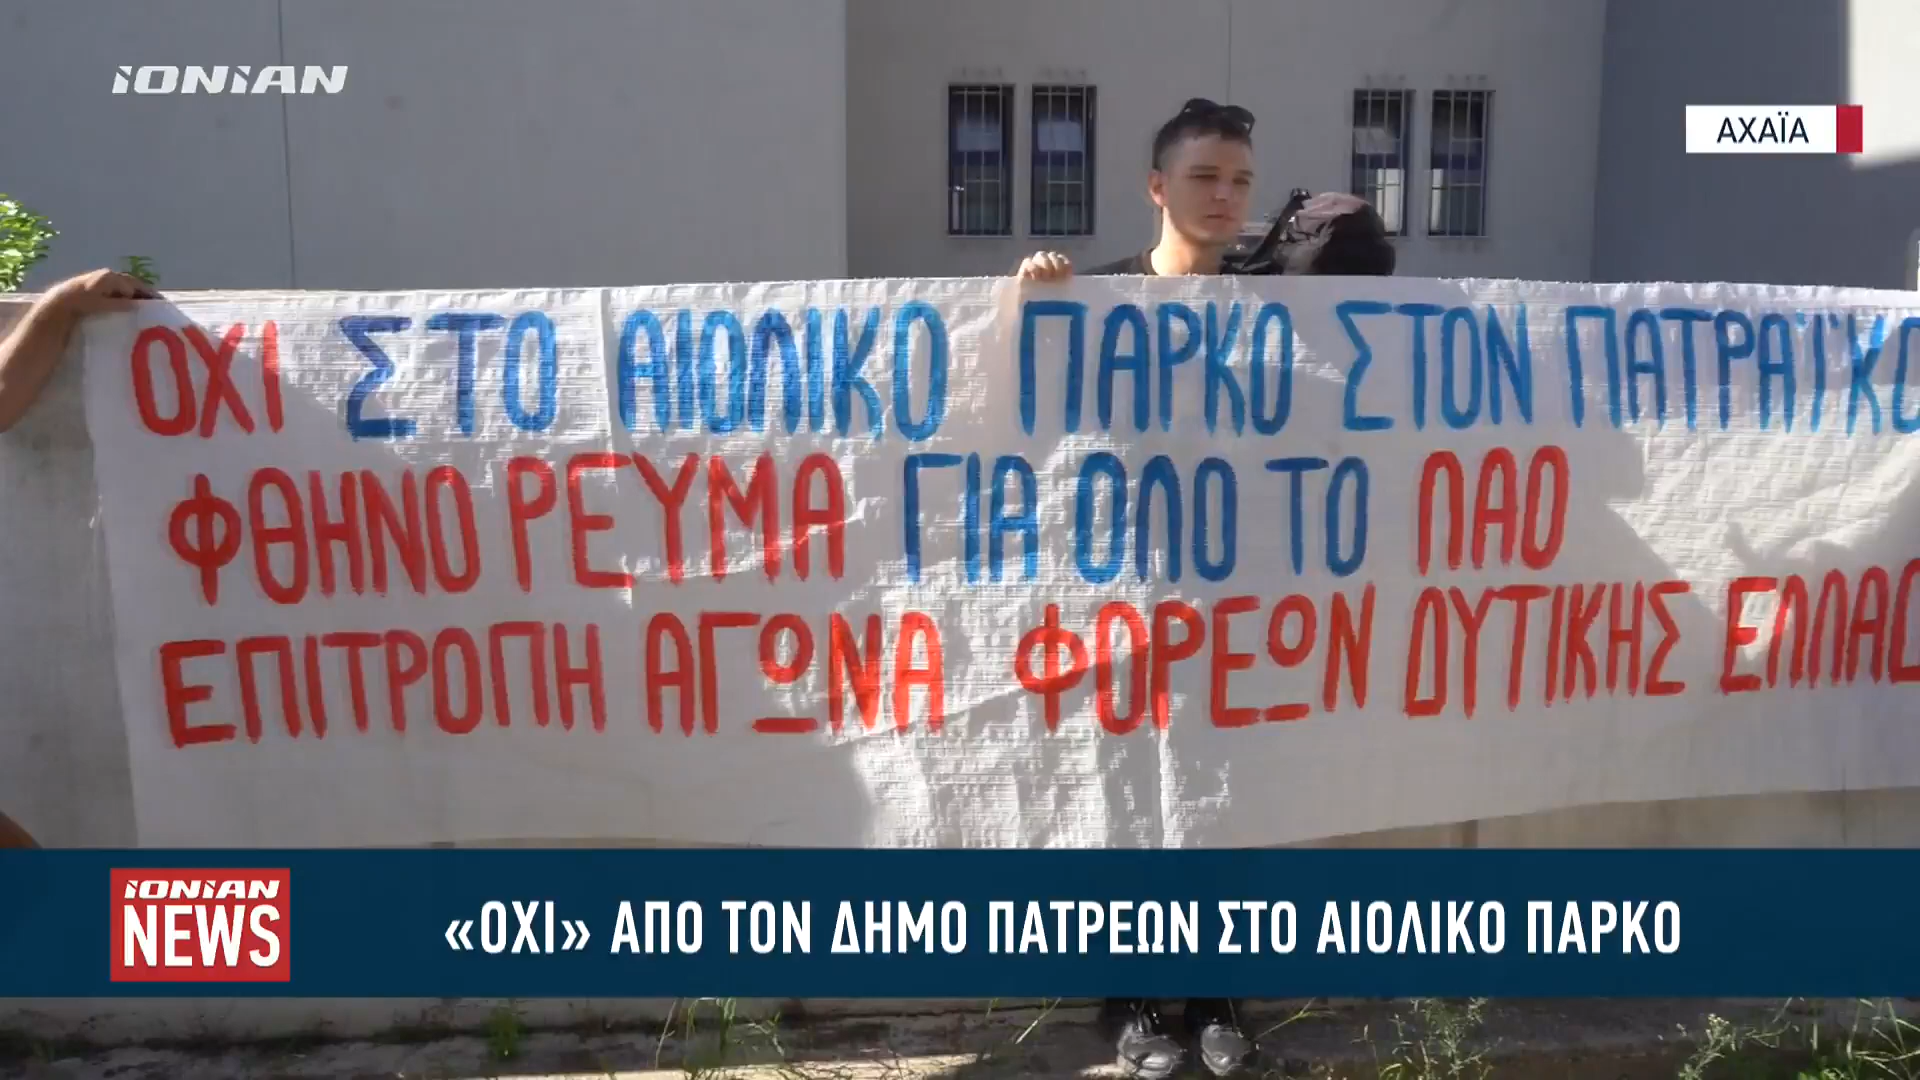 iONiAN
ΑΧΑΪΑ
ΟΧΙ ΣΤΟ ΑΙΟΛΙΚΟ ΠΑΡΚΟ ΣΤΟΝ ΠΑΤΡΑΪΚΟ
ΦΘΗΝΟ ΡΕΥΜΑ ΓΙΑ ΟΛΟ ΤΟ ΛΑΟ
ΕΠΙΤΡΟΠΗ ΑΓΩΝΑ ΦΟΡΕΩΝ ΔΥΤΙΚΗΣ ΕΛΛΑΔ
iONiAN
NEWS
«ΟΧΙ» ΑΠΟ ΤΟΝ ΔΗΜΟ ΠΑΤΡΕΩΝ ΣΤΟ ΑΙΟΛΙΚΟ ΠΑΡΚΟ